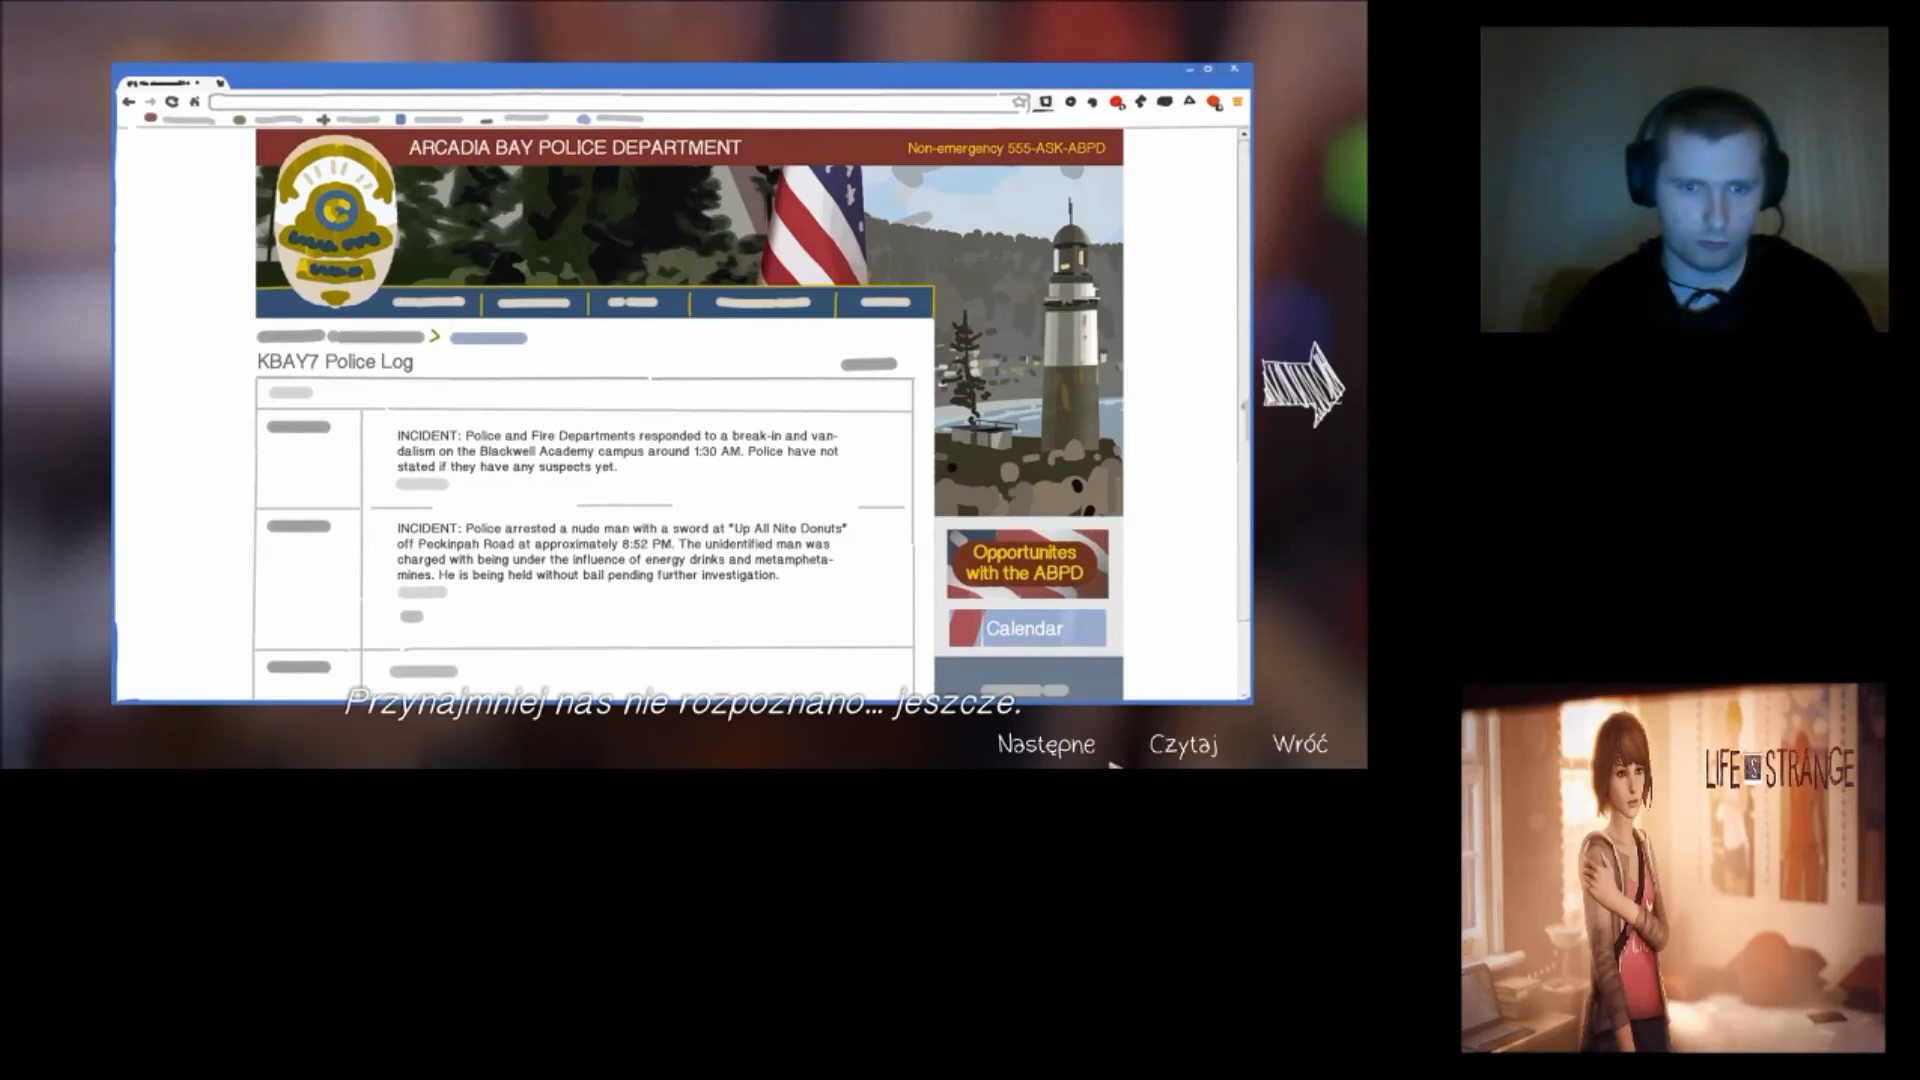 ARCADIA BAY POLICE DEPARTMENT
Non-emergency 555-ASK-ABPD
KBAY7 Police Log
INCIDENT: Police and Fire Departments responded to a break-in and van-
dalism on the Blackwell Academy campus around 1:30 AM. Police have not
stated if they have any suspects yet.
INCIDENT: Police arrested a nude man with a sword at "Up All Nite Donuts"
off Peckinpah Road at approximately 8:52 PM. The unidentified man was
charged with being under the influence of energy drinks and metampheta-
mines. He is being held without bail pending further investigation.
Opportunites
with the ABPD
Calendar
Przynajmniej nas nie rozpoznano... jeszcze.
Następne
Czytaj
Wróć
LIFE IS STRANGE